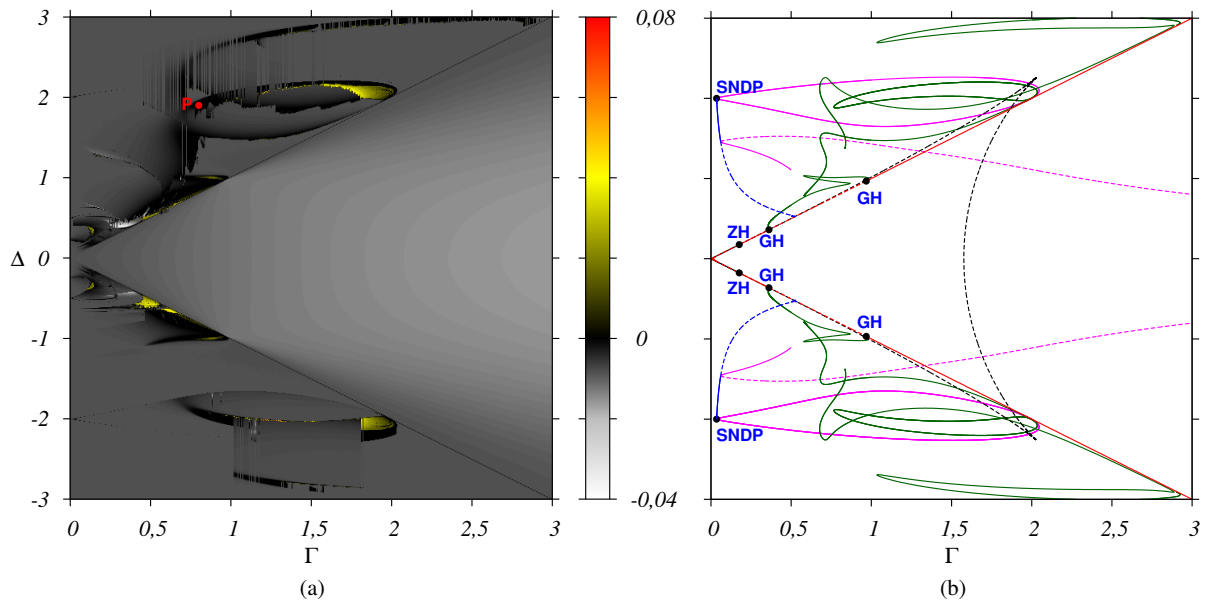 3
2
1
Δ 0
-1
-2
-3
0 0,5 1 1,5 2 2,5 3
Γ
(a)
P
0,08
0
-0,04
SNDP
GH
ZH GH
GH
ZH
GH
SNDP
0 0,5 1 1,5 2 2,5 3
Γ
(b)